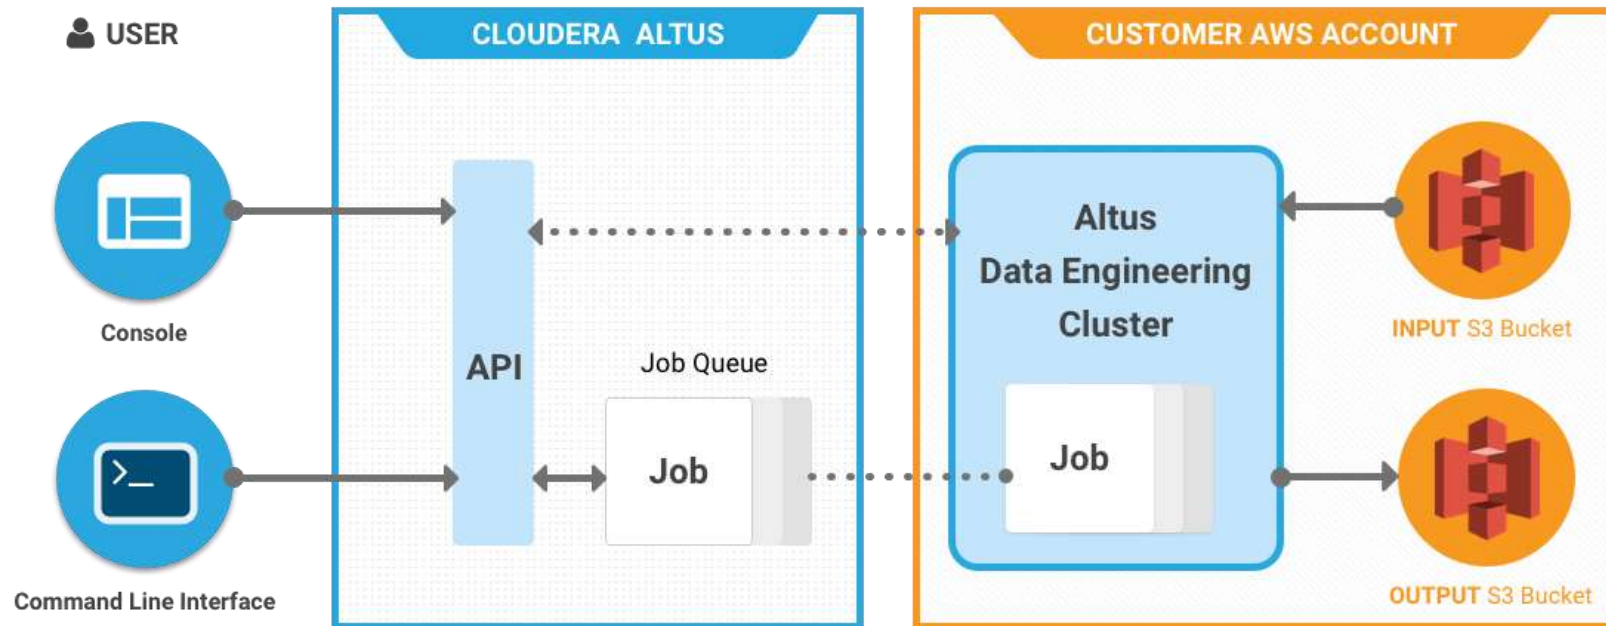 USER
CLOUDERA ALTUS
CUSTOMER AWS ACCOUNT
Console
Command Line Interface
API
Job Queue
Job
Altus
Data Engineering
Cluster
Job
INPUT S3 Bucket
OUTPUT S3 Bucket